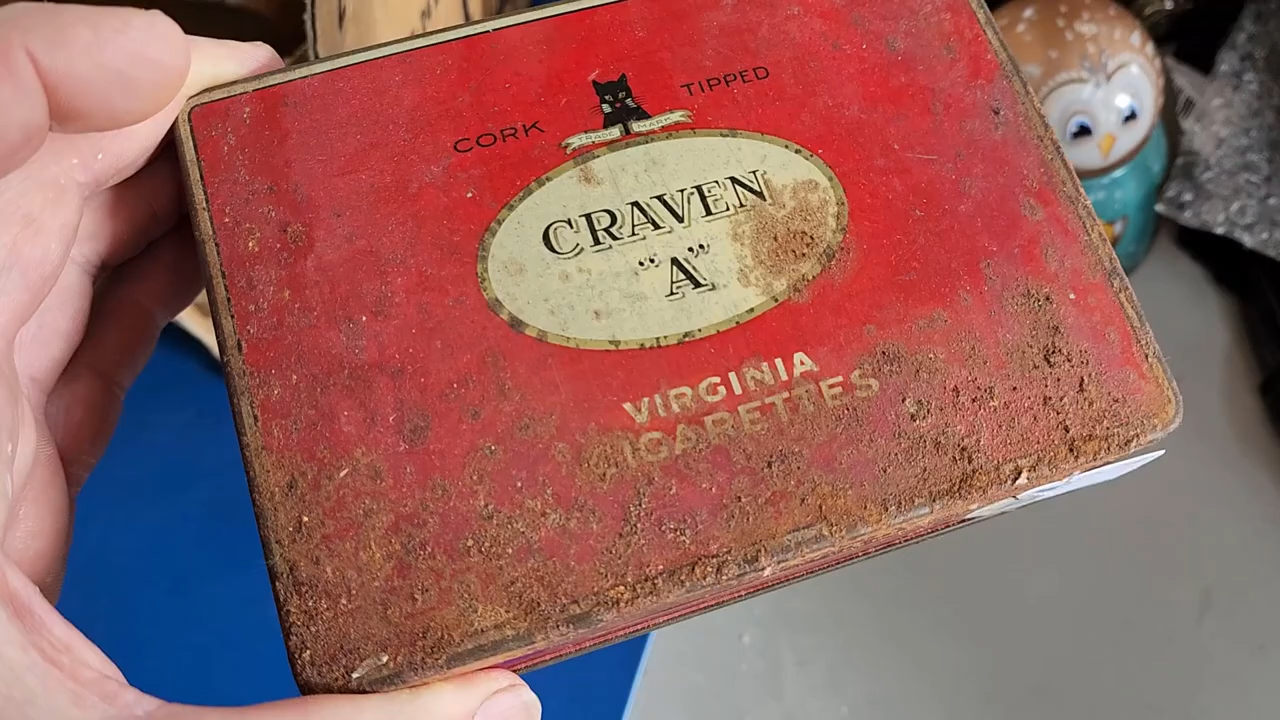 CORK TIPPED
TRADE MARK
CRAVEN
"A"
VIRGINIA
CIGARETTES